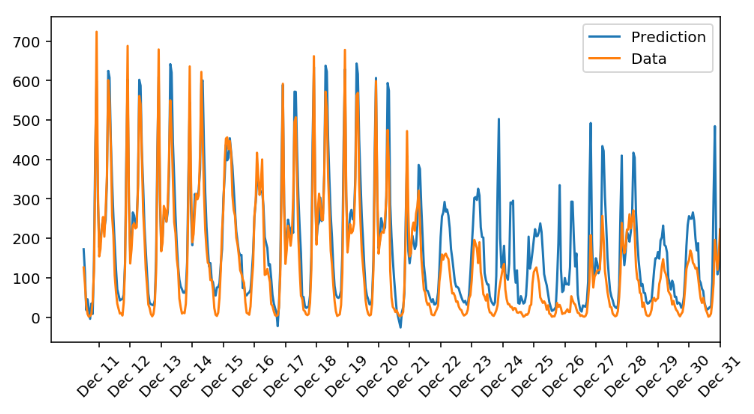 Prediction
Data
700
600
500
400
300
200
100
0
Dec 11
Dec 12
Dec 13
Dec 14
Dec 15
Dec 16
Dec 17
Dec 18
Dec 19
Dec 20
Dec 21
Dec 22
Dec 23
Dec 24
Dec 25
Dec 26
Dec 27
Dec 28
Dec 29
Dec 30
Dec 31